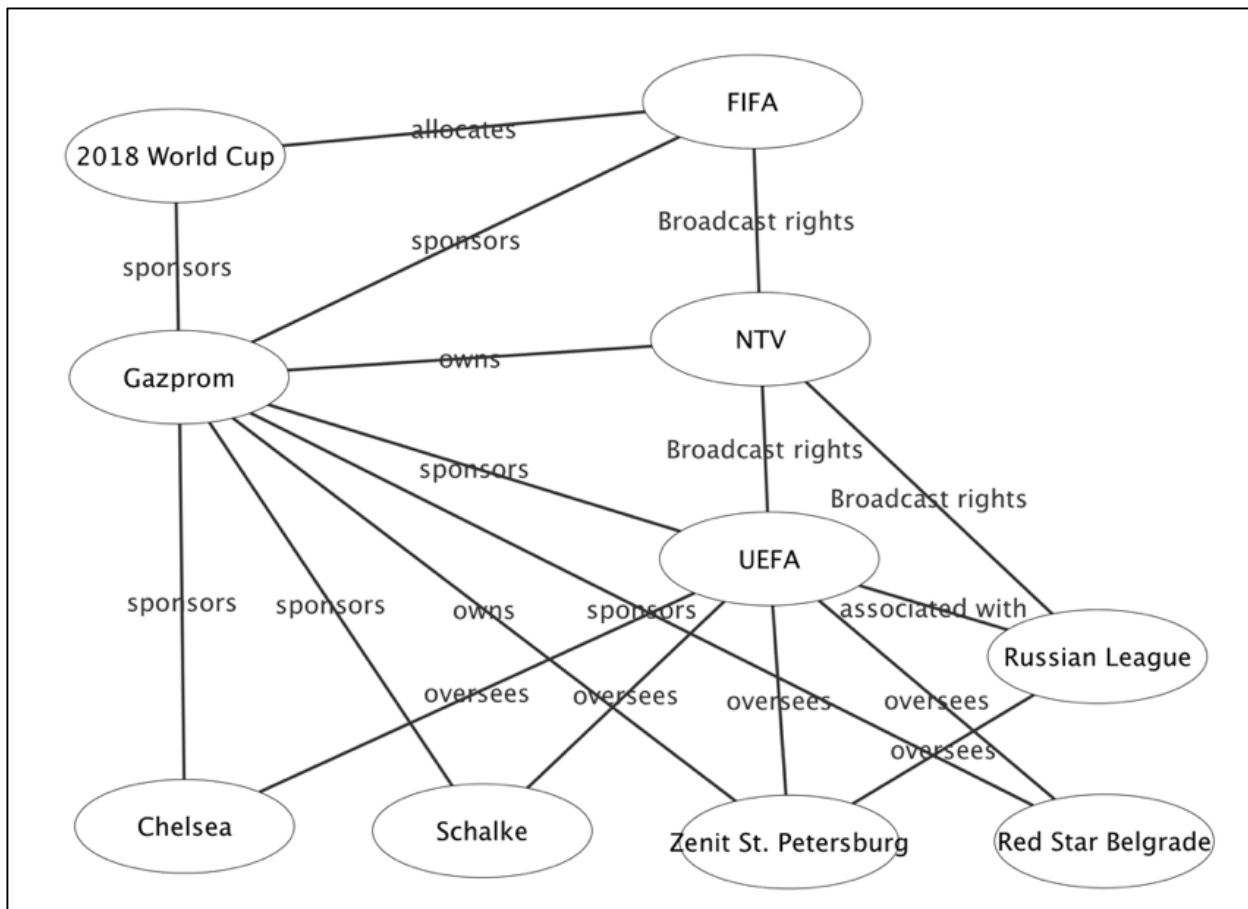 FIFA
2018 World Cup
allocates
sponsors
Broadcast rights
sponsors
Gazprom
owns
NTV
sponsors
Broadcast rights
Broadcast rights
UEFA
sponsors
sponsors
owns
sponsors
associated with
Russian League
oversees
oversees
oversees
oversees
oversees
Chelsea
Schalke
Zenit St. Petersburg
Red Star Belgrade